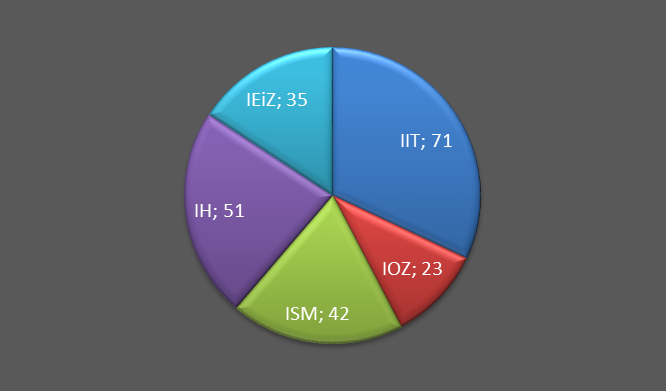 IEiZ; 35
IIT; 71
IH; 51
IOZ; 23
ISM; 42